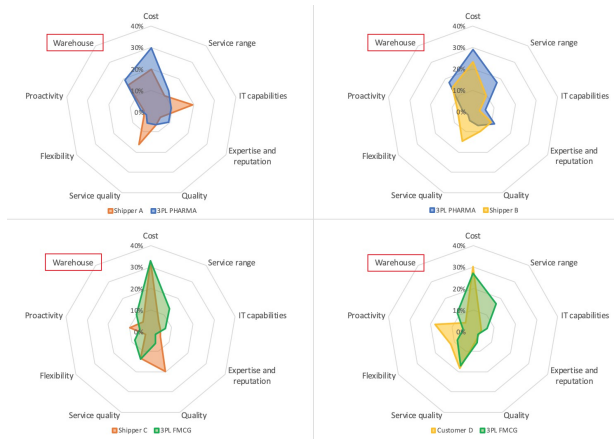 Cost
40%
Warehouse
Service range
30%
20%
10%
0%
Proactivity
IT capabilities
Flexibility
Expertise and
reputation
Service quality
Quality
Shipper A 3PL PHARMA
Cost
40%
Warehouse
Service range
30%
20%
10%
0%
Proactivity
IT capabilities
Flexibility
Expertise and
reputation
Service quality
Quality
3PL PHARMA Shipper B
Cost
40%
Warehouse
Service range
30%
20%
10%
0%
Proactivity
IT capabilities
Flexibility
Expertise and
reputation
Service quality
Quality
Shipper C 3PL FMCG
Cost
40%
Warehouse
Service range
30%
20%
10%
0%
Proactivity
IT capabilities
Flexibility
Expertise and
reputation
Service quality
Quality
Customer D 3PL FMCG